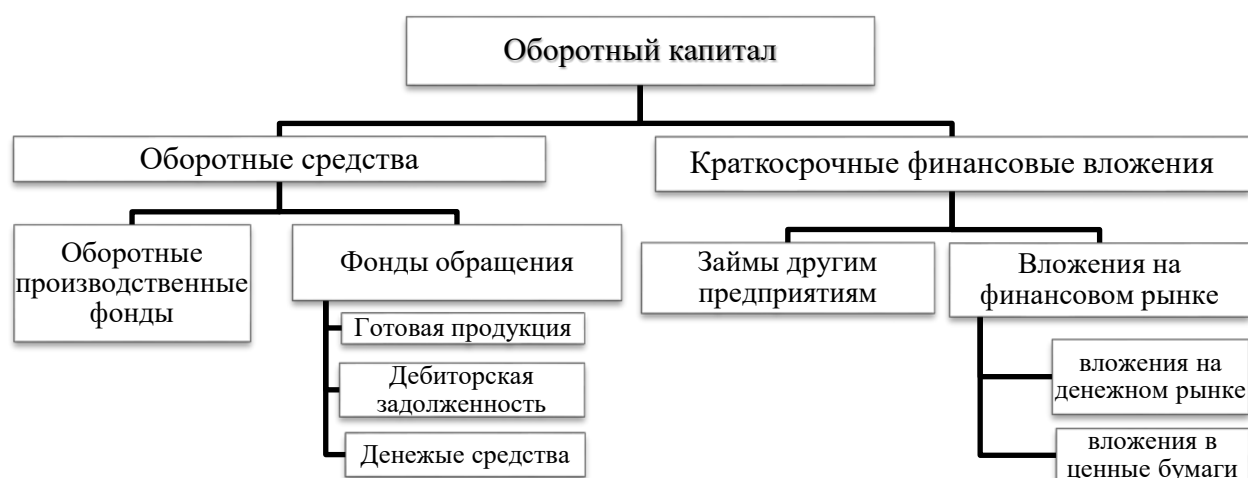 Оборотный капитал
Оборотные средства
Краткосрочные финансовые вложения
Оборотные
производственные
фонды
Фонды обращения
Готовая продукция
Дебиторская
задолженность
Денежые средства
Займы другим
предприятиям
Вложения на
финансовом рынке
вложения на
денежном рынке
вложения в
ценные бумаги